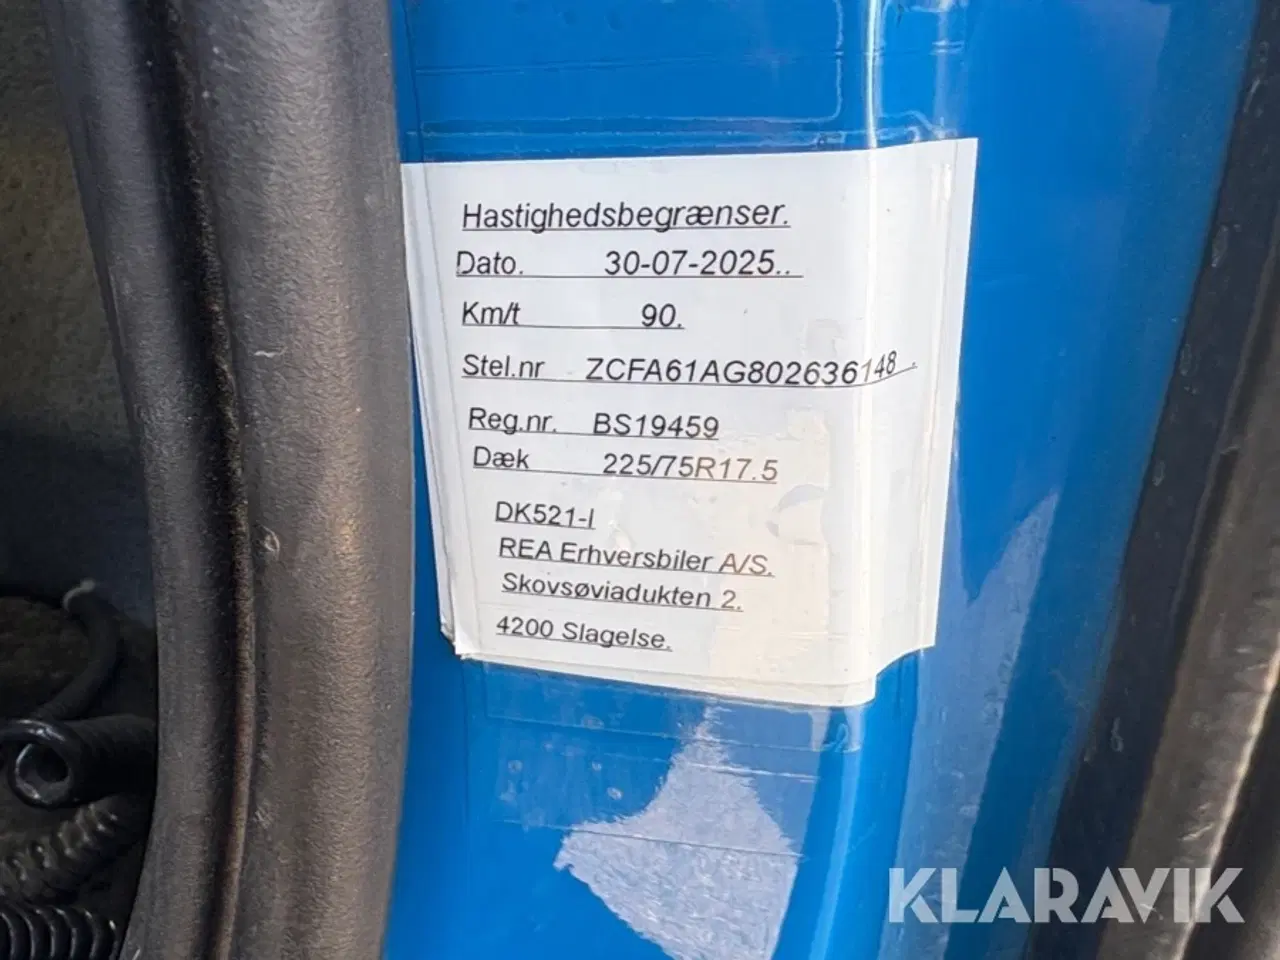 Hastighedsbegrænser.
Dato. 30-07-2025..
Km/t 90.
Stel.nr ZCFA61AG802636148.
Reg.nr. BS19459
Dæk 225/75R17.5
DK521-I
REA Erhversbiler A/S.
Skovsøviadukten 2.
4200 Slagelse.
KLARAVIK